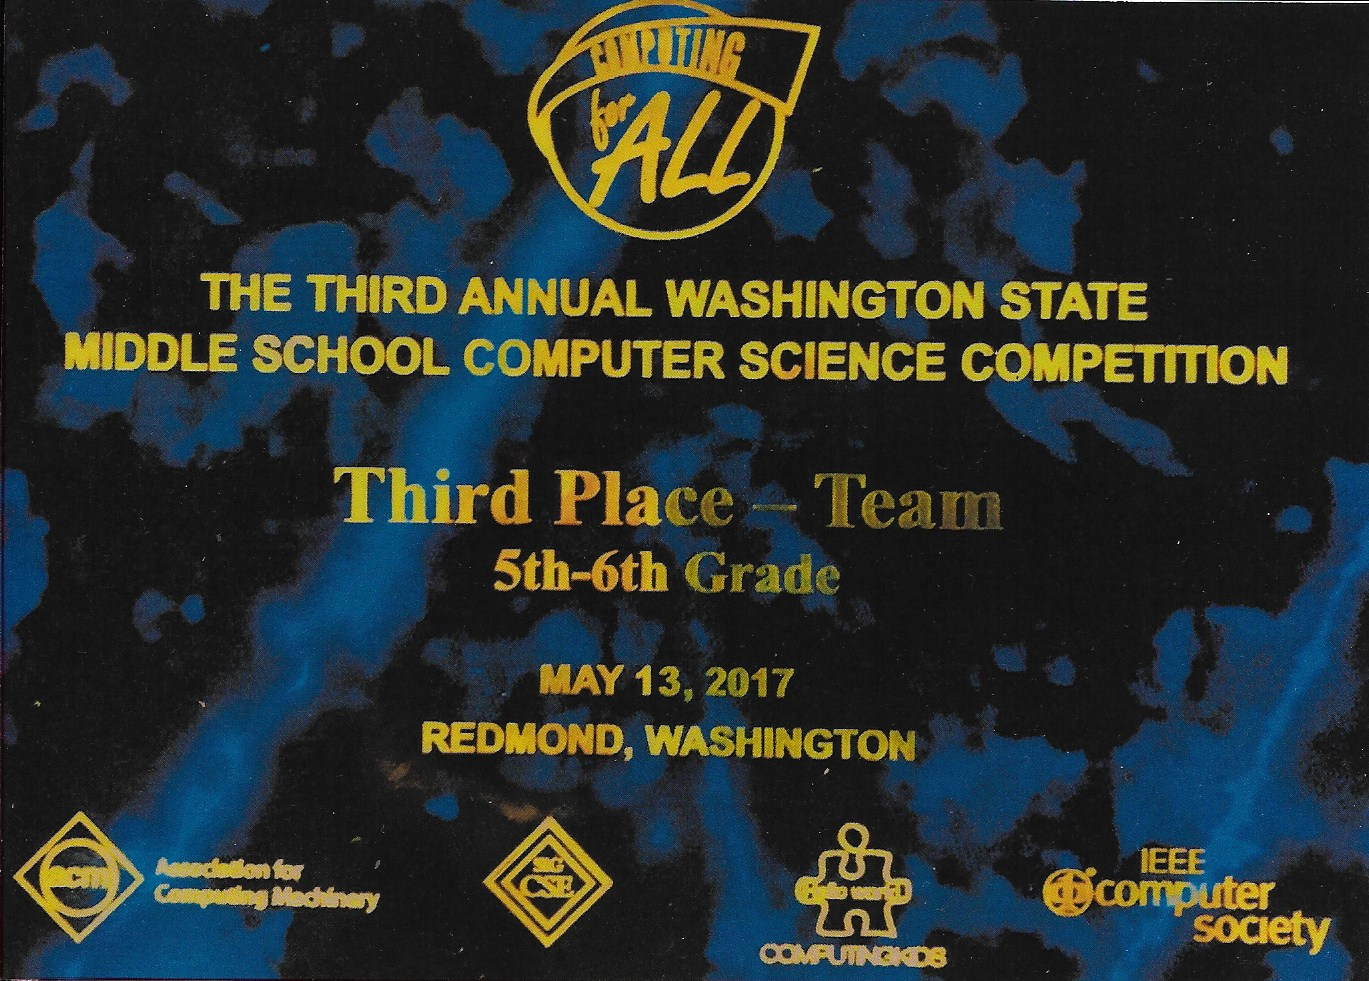 COMPUTING
for
ALL
THE THIRD ANNUAL WASHINGTON STATE
MIDDLE SCHOOL COMPUTER SCIENCE COMPETITION
Third Place – Team
5th-6th Grade
MAY 13, 2017
REDMOND, WASHINGTON
acm
Association for
Computing Machinery
SIG
CSE
Hello world
COMPUTINGKIDS
IEEE
computer
society